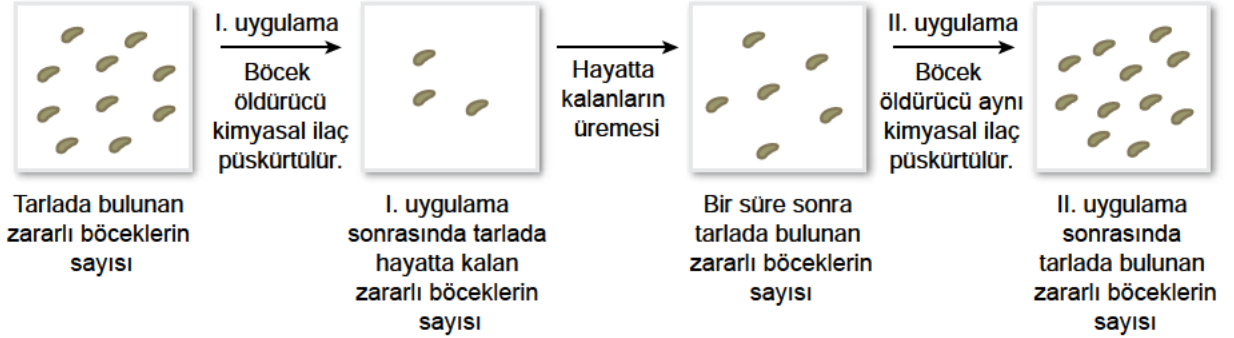 I. uygulama
Böcek
öldürücü
kimyasal ilaç
püskürtülür.
Hayatta
kalanların
üremesi
II. uygulama
Böcek
öldürücü aynı
kimyasal ilaç
püskürtülür.
Tarlada bulunan
zararlı böceklerin
sayısı
I. uygulama
sonrasında tarlada
hayatta kalan
zararlı böceklerin
sayısı
Bir süre sonra
tarlada bulunan
zararlı böceklerin
sayısı
II. uygulama
sonrasında
tarlada bulunan
zararlı böceklerin
sayısı